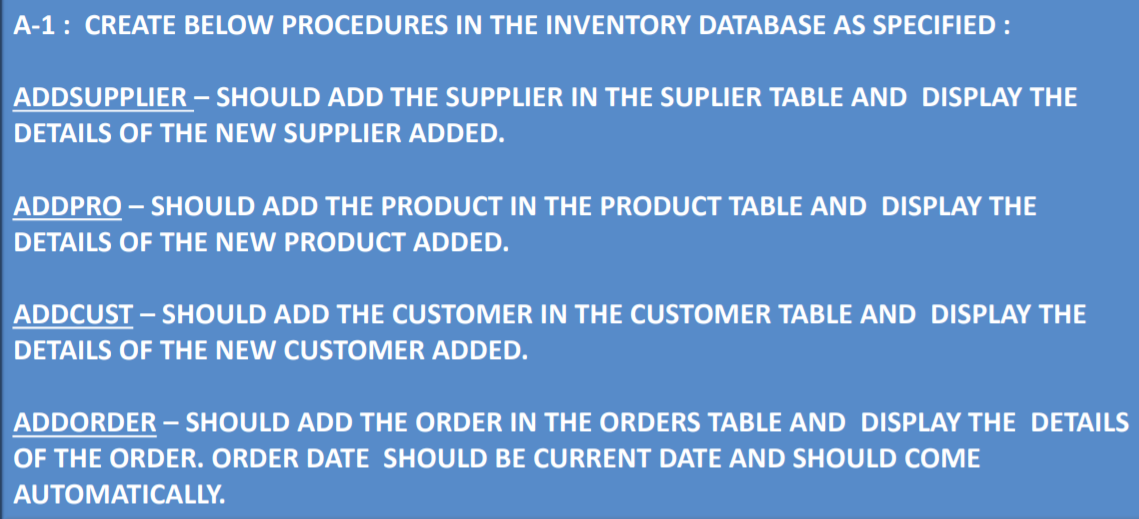 A-1 :  CREATE BELOW PROCEDURES IN THE INVENTORY DATABASE AS SPECIFIED :
ADDSUPPLIER – SHOULD ADD THE SUPPLIER IN THE SUPLIER TABLE AND  DISPLAY THE
DETAILS OF THE NEW SUPPLIER ADDED.
ADDPRO – SHOULD ADD THE PRODUCT IN THE PRODUCT TABLE AND  DISPLAY THE
DETAILS OF THE NEW PRODUCT ADDED.
ADDCUST – SHOULD ADD THE CUSTOMER IN THE CUSTOMER TABLE AND  DISPLAY THE
DETAILS OF THE NEW CUSTOMER ADDED.
ADDORDER – SHOULD ADD THE ORDER IN THE ORDERS TABLE AND  DISPLAY THE  DETAILS
OF THE ORDER. ORDER DATE  SHOULD BE CURRENT DATE AND SHOULD COME
AUTOMATICALLY.